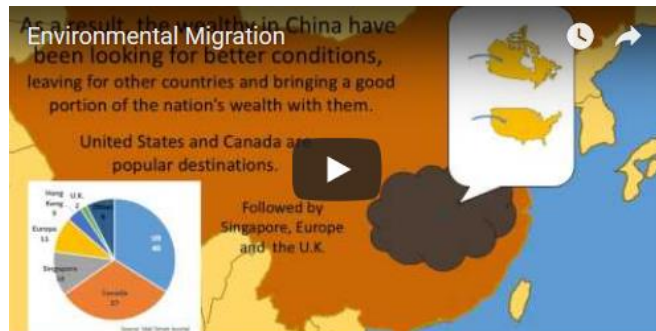 Environmental Migration
As a result, the wealthy in China have
been looking for better conditions,
leaving for other countries and bringing a good
portion of the nation's wealth with them.
United States and Canada are
popular destinations.
Followed by
Singapore, Europe
and the U.K.
Hong
Kong
U.K.
2
Europe
Singapore
US
Canada
37